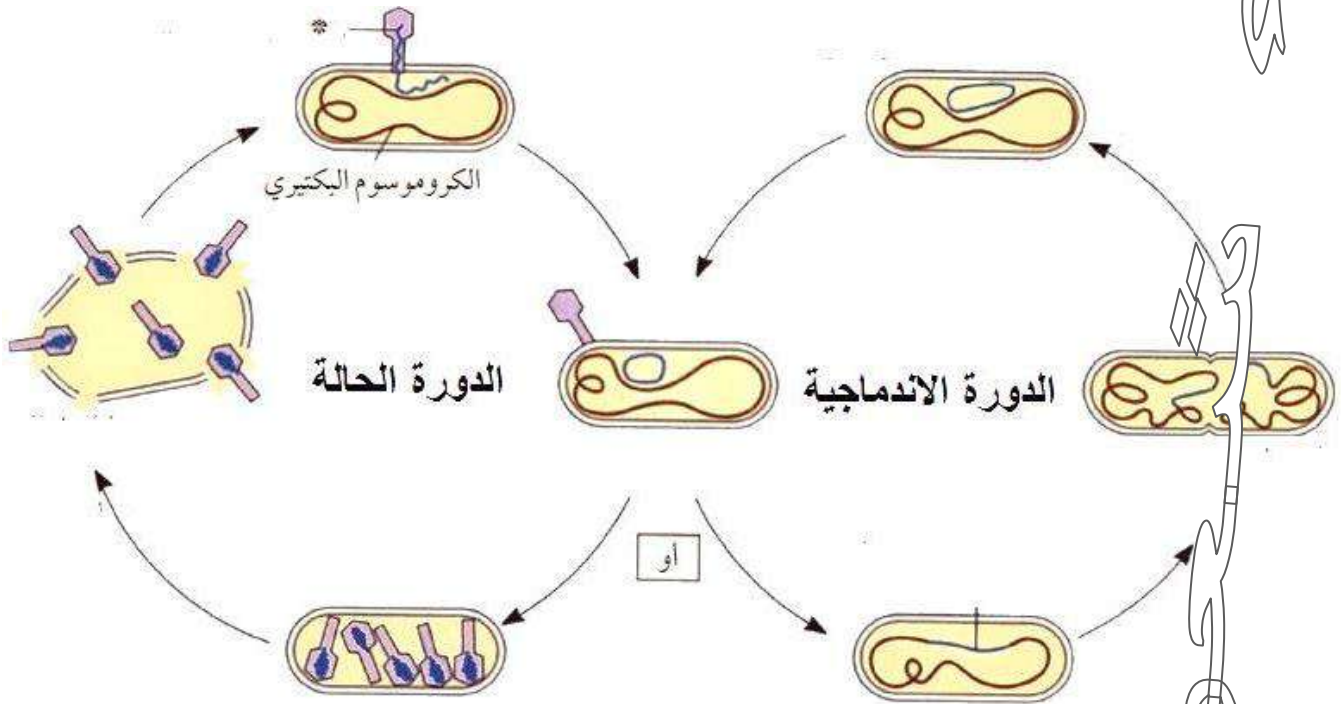 *
الكروموسوم البكتيري
الدورة الاندماجية
الدورة الحالة
أو